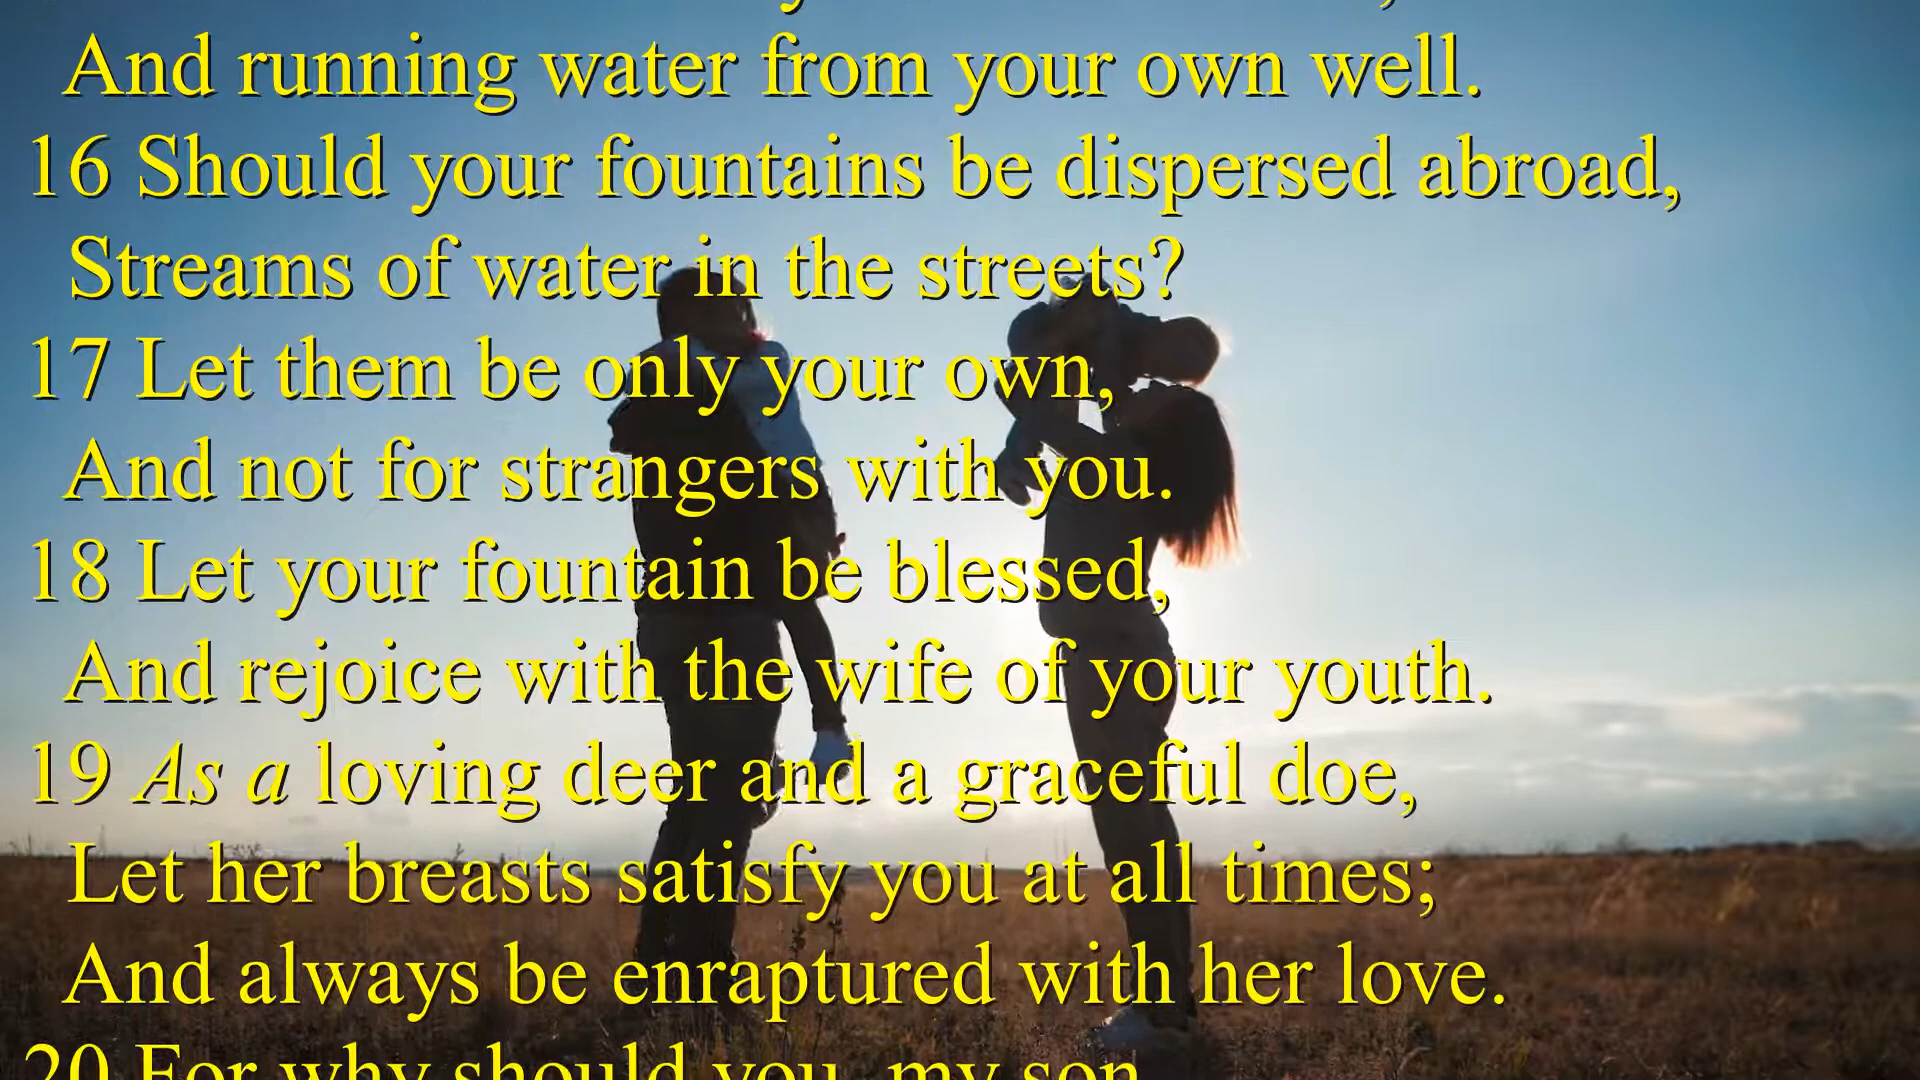 And running water from your own well.
16 Should your fountains be dispersed abroad,
Streams of water in the streets?
17 Let them be only your own,
And not for strangers with you.
18 Let your fountain be blessed,
And rejoice with the wife of your youth.
19 As a loving deer and a graceful doe,
Let her breasts satisfy you at all times;
And always be enraptured with her love.
20 For why should you, my son,